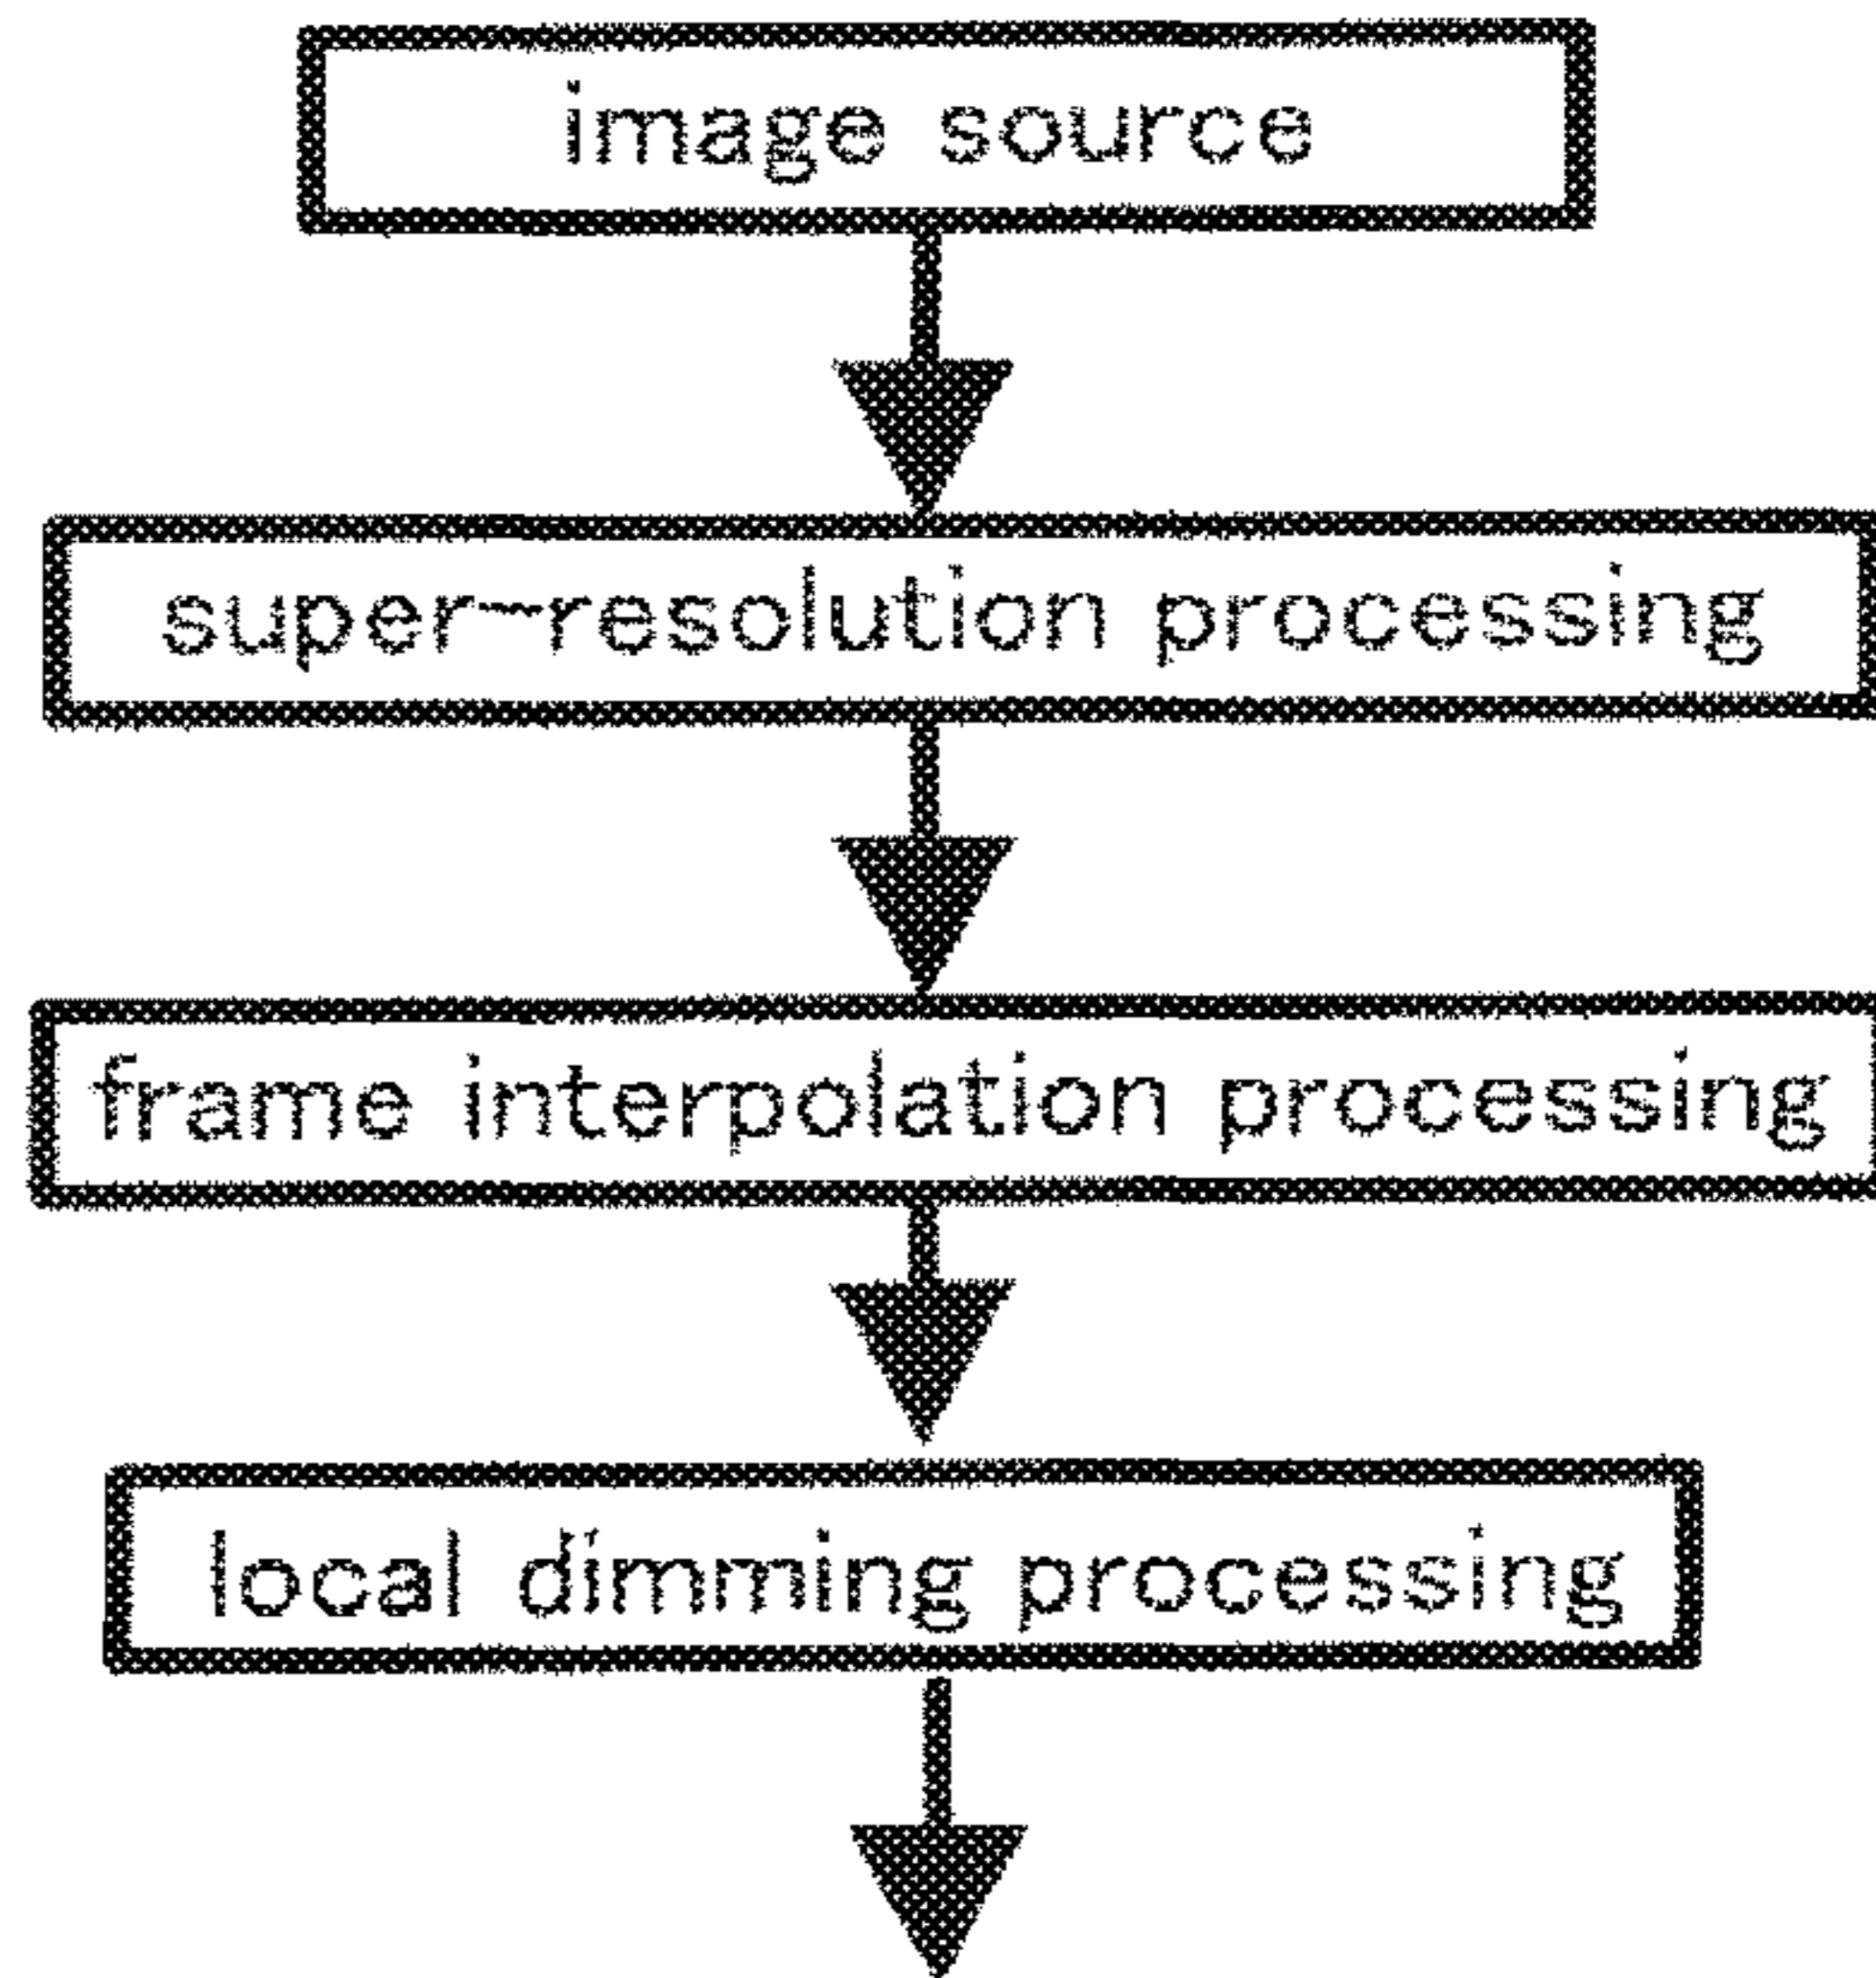 image source
super-resolution processing
frame interpolation processing
local dimming processing